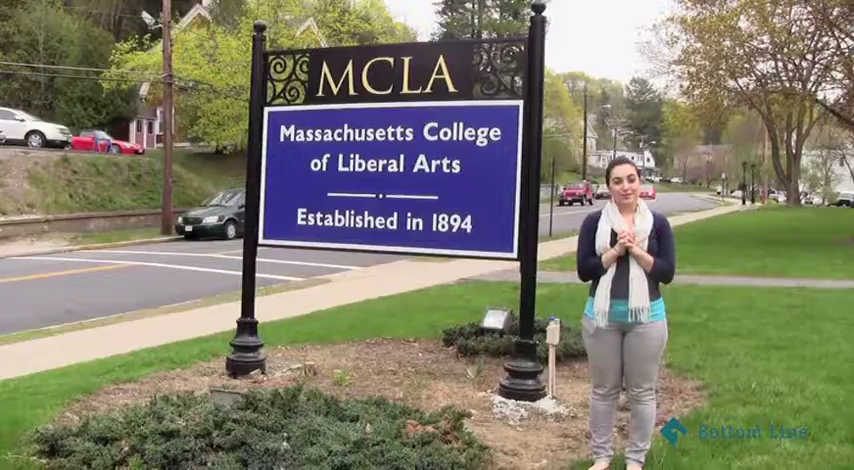 MCLA
Massachusetts College
of Liberal Arts
Established in 1894
Bottom Line